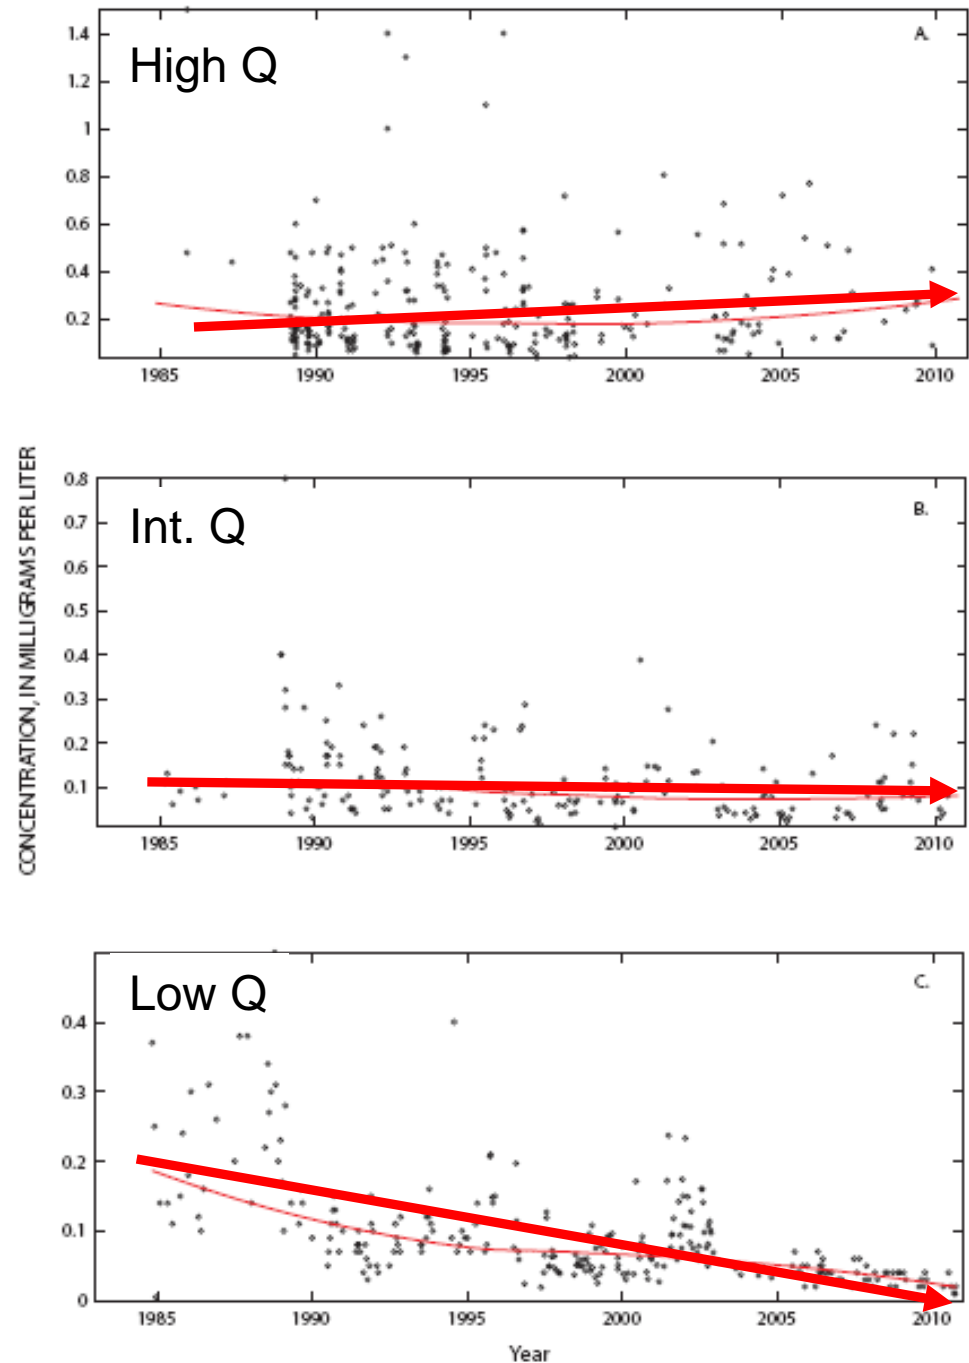 CONCENTRATION, IN MILLIGRAMS PER LITER
High Q
A.
1.4
1.2
1
0.8
0.6
0.4
0.2
1985 1990 1995 2000 2005 2010
Int. Q
B.
0.8
0.7
0.6
0.5
0.4
0.3
0.2
0.1
1985 1990 1995 2000 2005 2010
Low Q
C.
0.4
0.3
0.2
0.1
0
1985 1990 1995 2000 2005 2010
Year